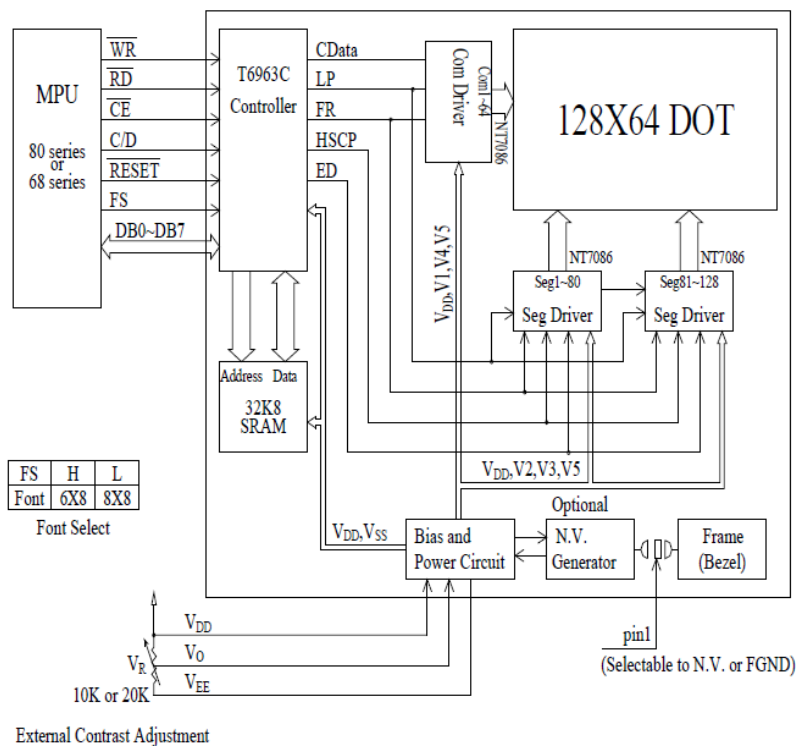 MPU
80 series
or
68 series
WR
RD
CE
C/D
RESET
FS
DB0~DB7
T6963C
Controller
CData
LP
FR
HSCP
ED
Com Driver
Com1~64
NT7086
128X64 DOT
NT7086
NT7086
Seg1~80
Seg Driver
Seg81~128
Seg Driver
VDD,V1,V4,V5
Address Data
32K8
SRAM
VDD,V2,V3,V5
FS H L
Font 6X8 8X8
Font Select
VDD,VSS
Bias and
Power Circuit
Optional
N.V.
Generator
Frame
(Bezel)
pin1
(Selectable to N.V. or FGND)
VDD
VO
VR
VEE
10K or 20K
External Contrast Adjustment